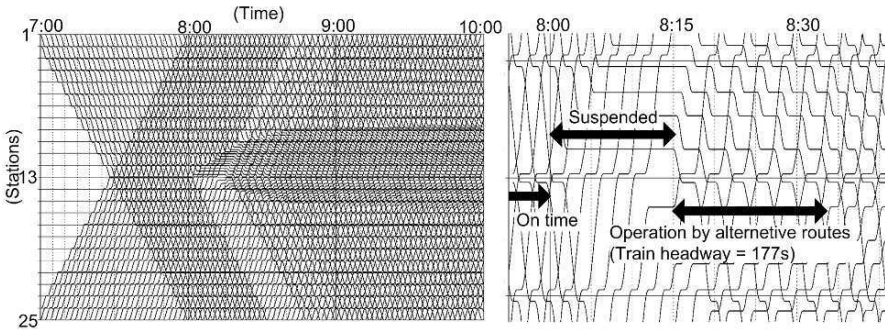 (Time)
7:00 8:00 9:00 10:00
1
(Stations)
13
25
8:00 8:15 8:30
Suspended
On time
Operation by alternetive routes
(Train headway = 177s)